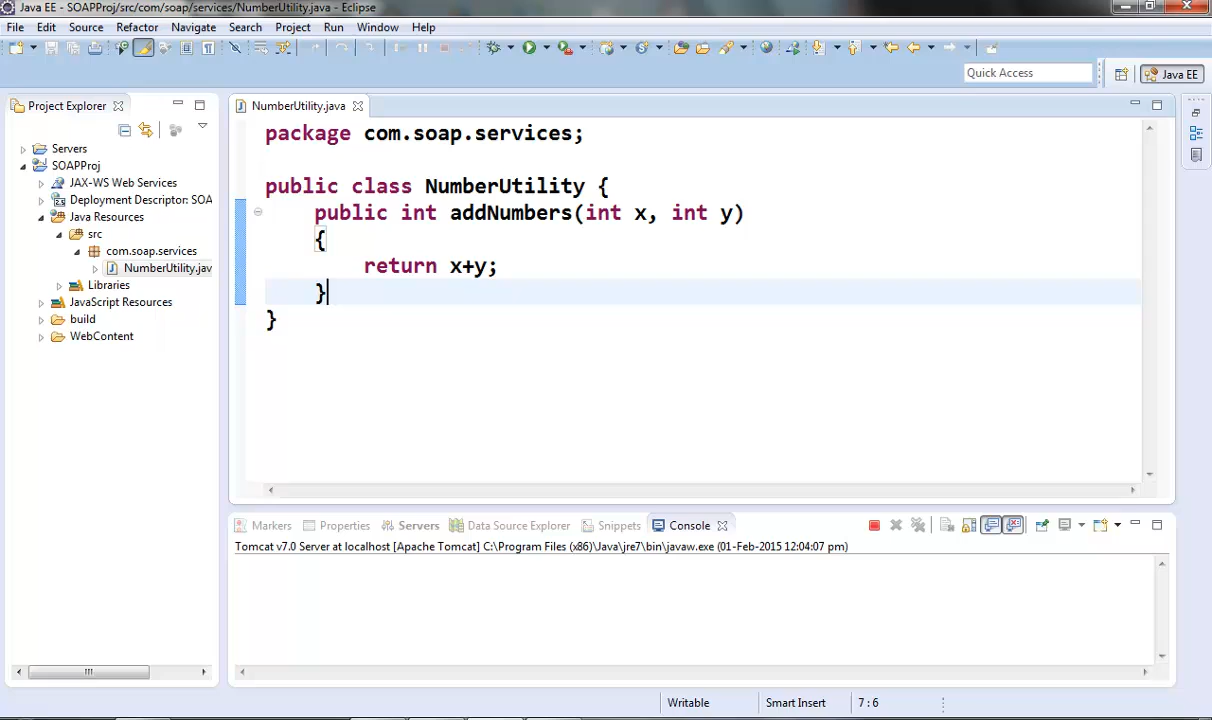 Java EE - SOAPProj/src/com/soap/services/NumberUtility.java - Eclipse
File Edit Source Refactor Navigate Search Project Run Window Help
Quick Access
Java EE
Project Explorer
NumberUtility.java
Servers
SOAPProj
JAX-WS Web Services
Deployment Descriptor: SOA
Java Resources
src
com.soap.services
NumberUtility.jav
Libraries
JavaScript Resources
build
WebContent
package com.soap.services;
public class NumberUtility {
public int addNumbers(int x, int y)
{
return x+y;
}
}
Markers Properties Servers Data Source Explorer Snippets Console
Tomcat v7.0 Server at localhost [Apache Tomcat] C:\Program Files (x86)\Java\jre7\bin\javaw.exe (01-Feb-2015 12:04:07 pm)
Writable Smart Insert 7 : 6